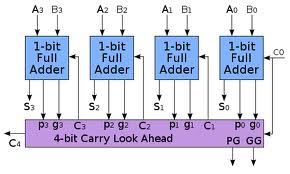 A3 B3 A2 B2 A1 B1 A0 B0
1-bit Full Adder 1-bit Full Adder 1-bit Full Adder 1-bit Full Adder
C0
S3 S2 S1 S0
p3 g3 C3 p2 g2 C2 p1 g1 C1 p0 g0
C4 4-bit Carry Look Ahead PG GG